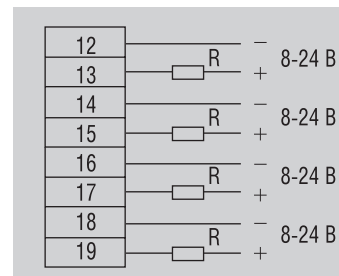 12 −
13 R + 8-24 В
14 −
15 R + 8-24 В
16 −
17 R + 8-24 В
18 −
19 R + 8-24 В